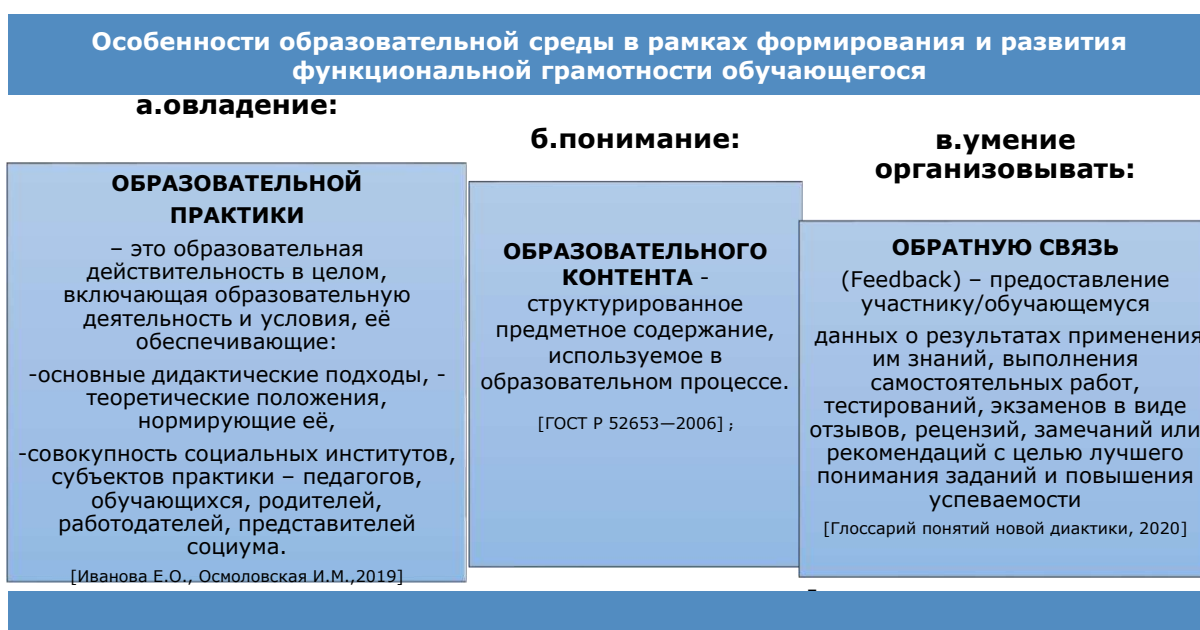 Особенности образовательной среды в рамках формирования и развития
функциональной грамотности обучающегося
а.овладение:
ОБРАЗОВАТЕЛЬНОЙ
ПРАКТИКИ
– это образовательная
действительность в целом,
включающая образовательную
деятельность и условия, её
обеспечивающие:
-основные дидактические подходы, -
теоретические положения,
нормирующие её,
-совокупность социальных институтов,
субъектов практики – педагогов,
обучающихся, родителей,
работодателей, представителей
социума.
[Иванова Е.О., Осмоловская И.М.,2019]
б.понимание:
ОБРАЗОВАТЕЛЬНОГО
КОНТЕНТА -
структурированное
предметное содержание,
используемое в
образовательном процессе.
[ГОСТ Р 52653—2006] ;
в.умение
организовывать:
ОБРАТНУЮ СВЯЗЬ
(Feedback) – предоставление
участнику/обучающемуся
данных о результатах применения
им знаний, выполнения
самостоятельных работ,
тестирований, экзаменов в виде
отзывов, рецензий, замечаний или
рекомендаций с целью лучшего
понимания заданий и повышения
успеваемости
[Глоссарий понятий новой диактики, 2020]